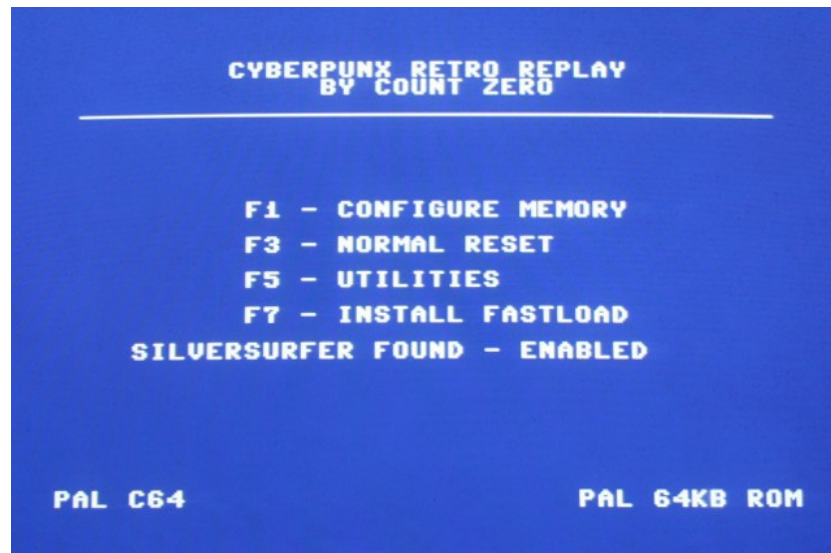 CYBERPUNX RETRO REPLAY
BY COUNT ZERO
F1 - CONFIGURE MEMORY
F3 - NORMAL RESET
F5 - UTILITIES
F7 - INSTALL FASTLOAD
SILVERSURFER FOUND - ENABLED
PAL C64
PAL 64KB ROM